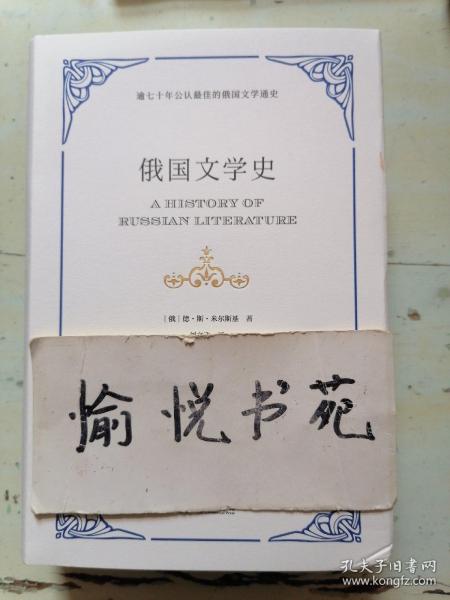 逾七十年公认最佳的俄国文学通史
俄国文学史
A HISTORY OF
RUSSIAN LITERATURE
［俄］德·斯·米尔斯基 著
愉悦书苑
孔夫子旧书网
www.kongfz.com